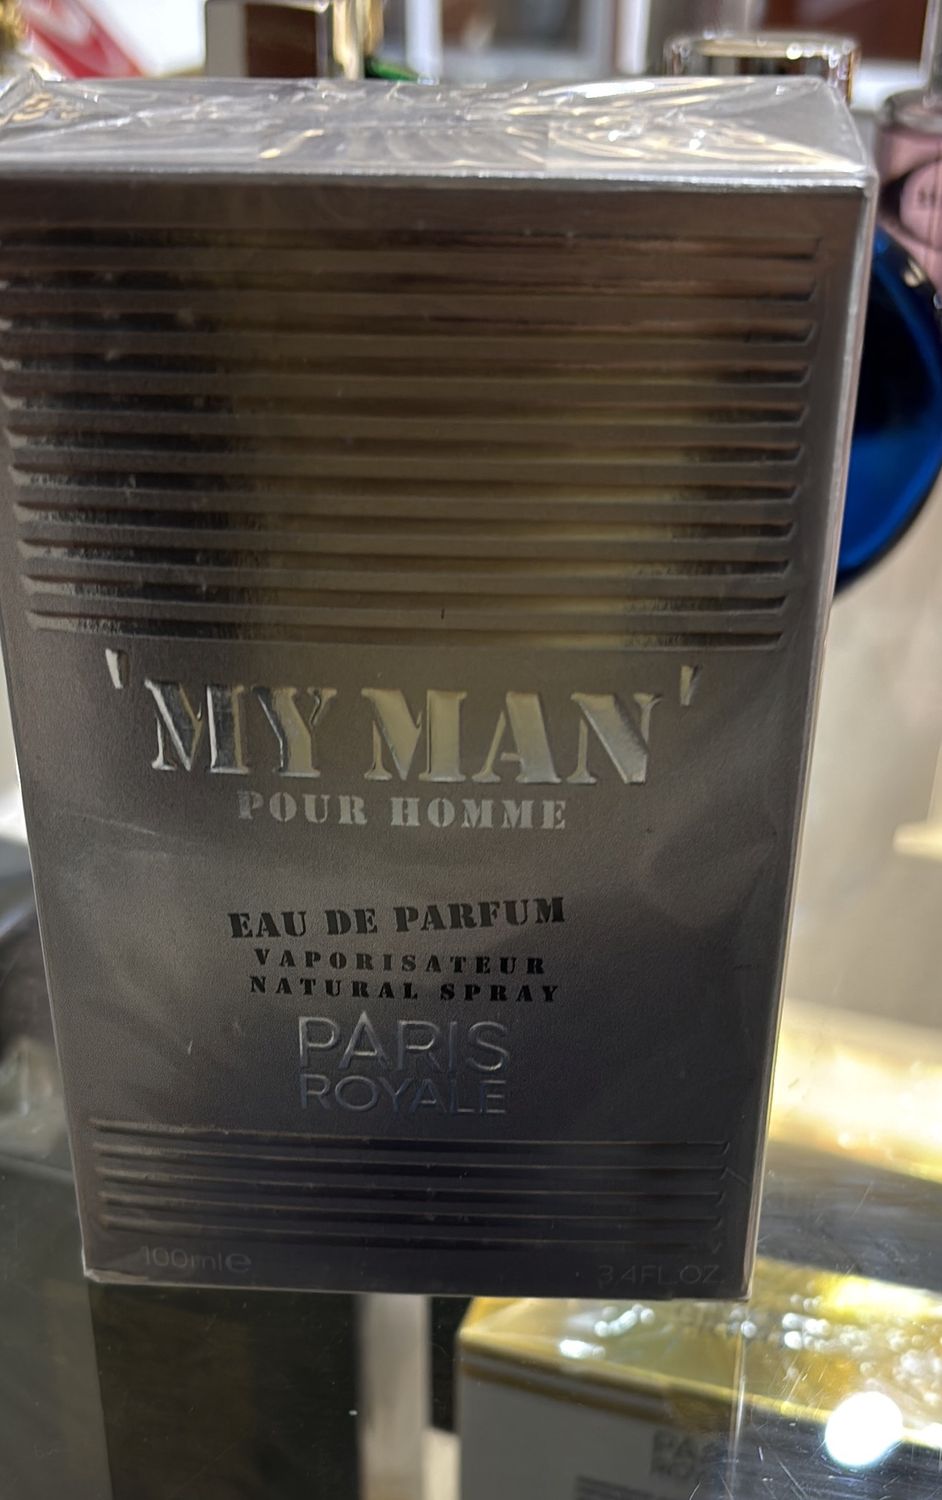 'MY MAN'
POUR HOMME
EAU DE PARFUM
VAPORISATEUR
NATURAL SPRAY
PARIS
ROYALE
100ml℮
3.4FL.OZ.